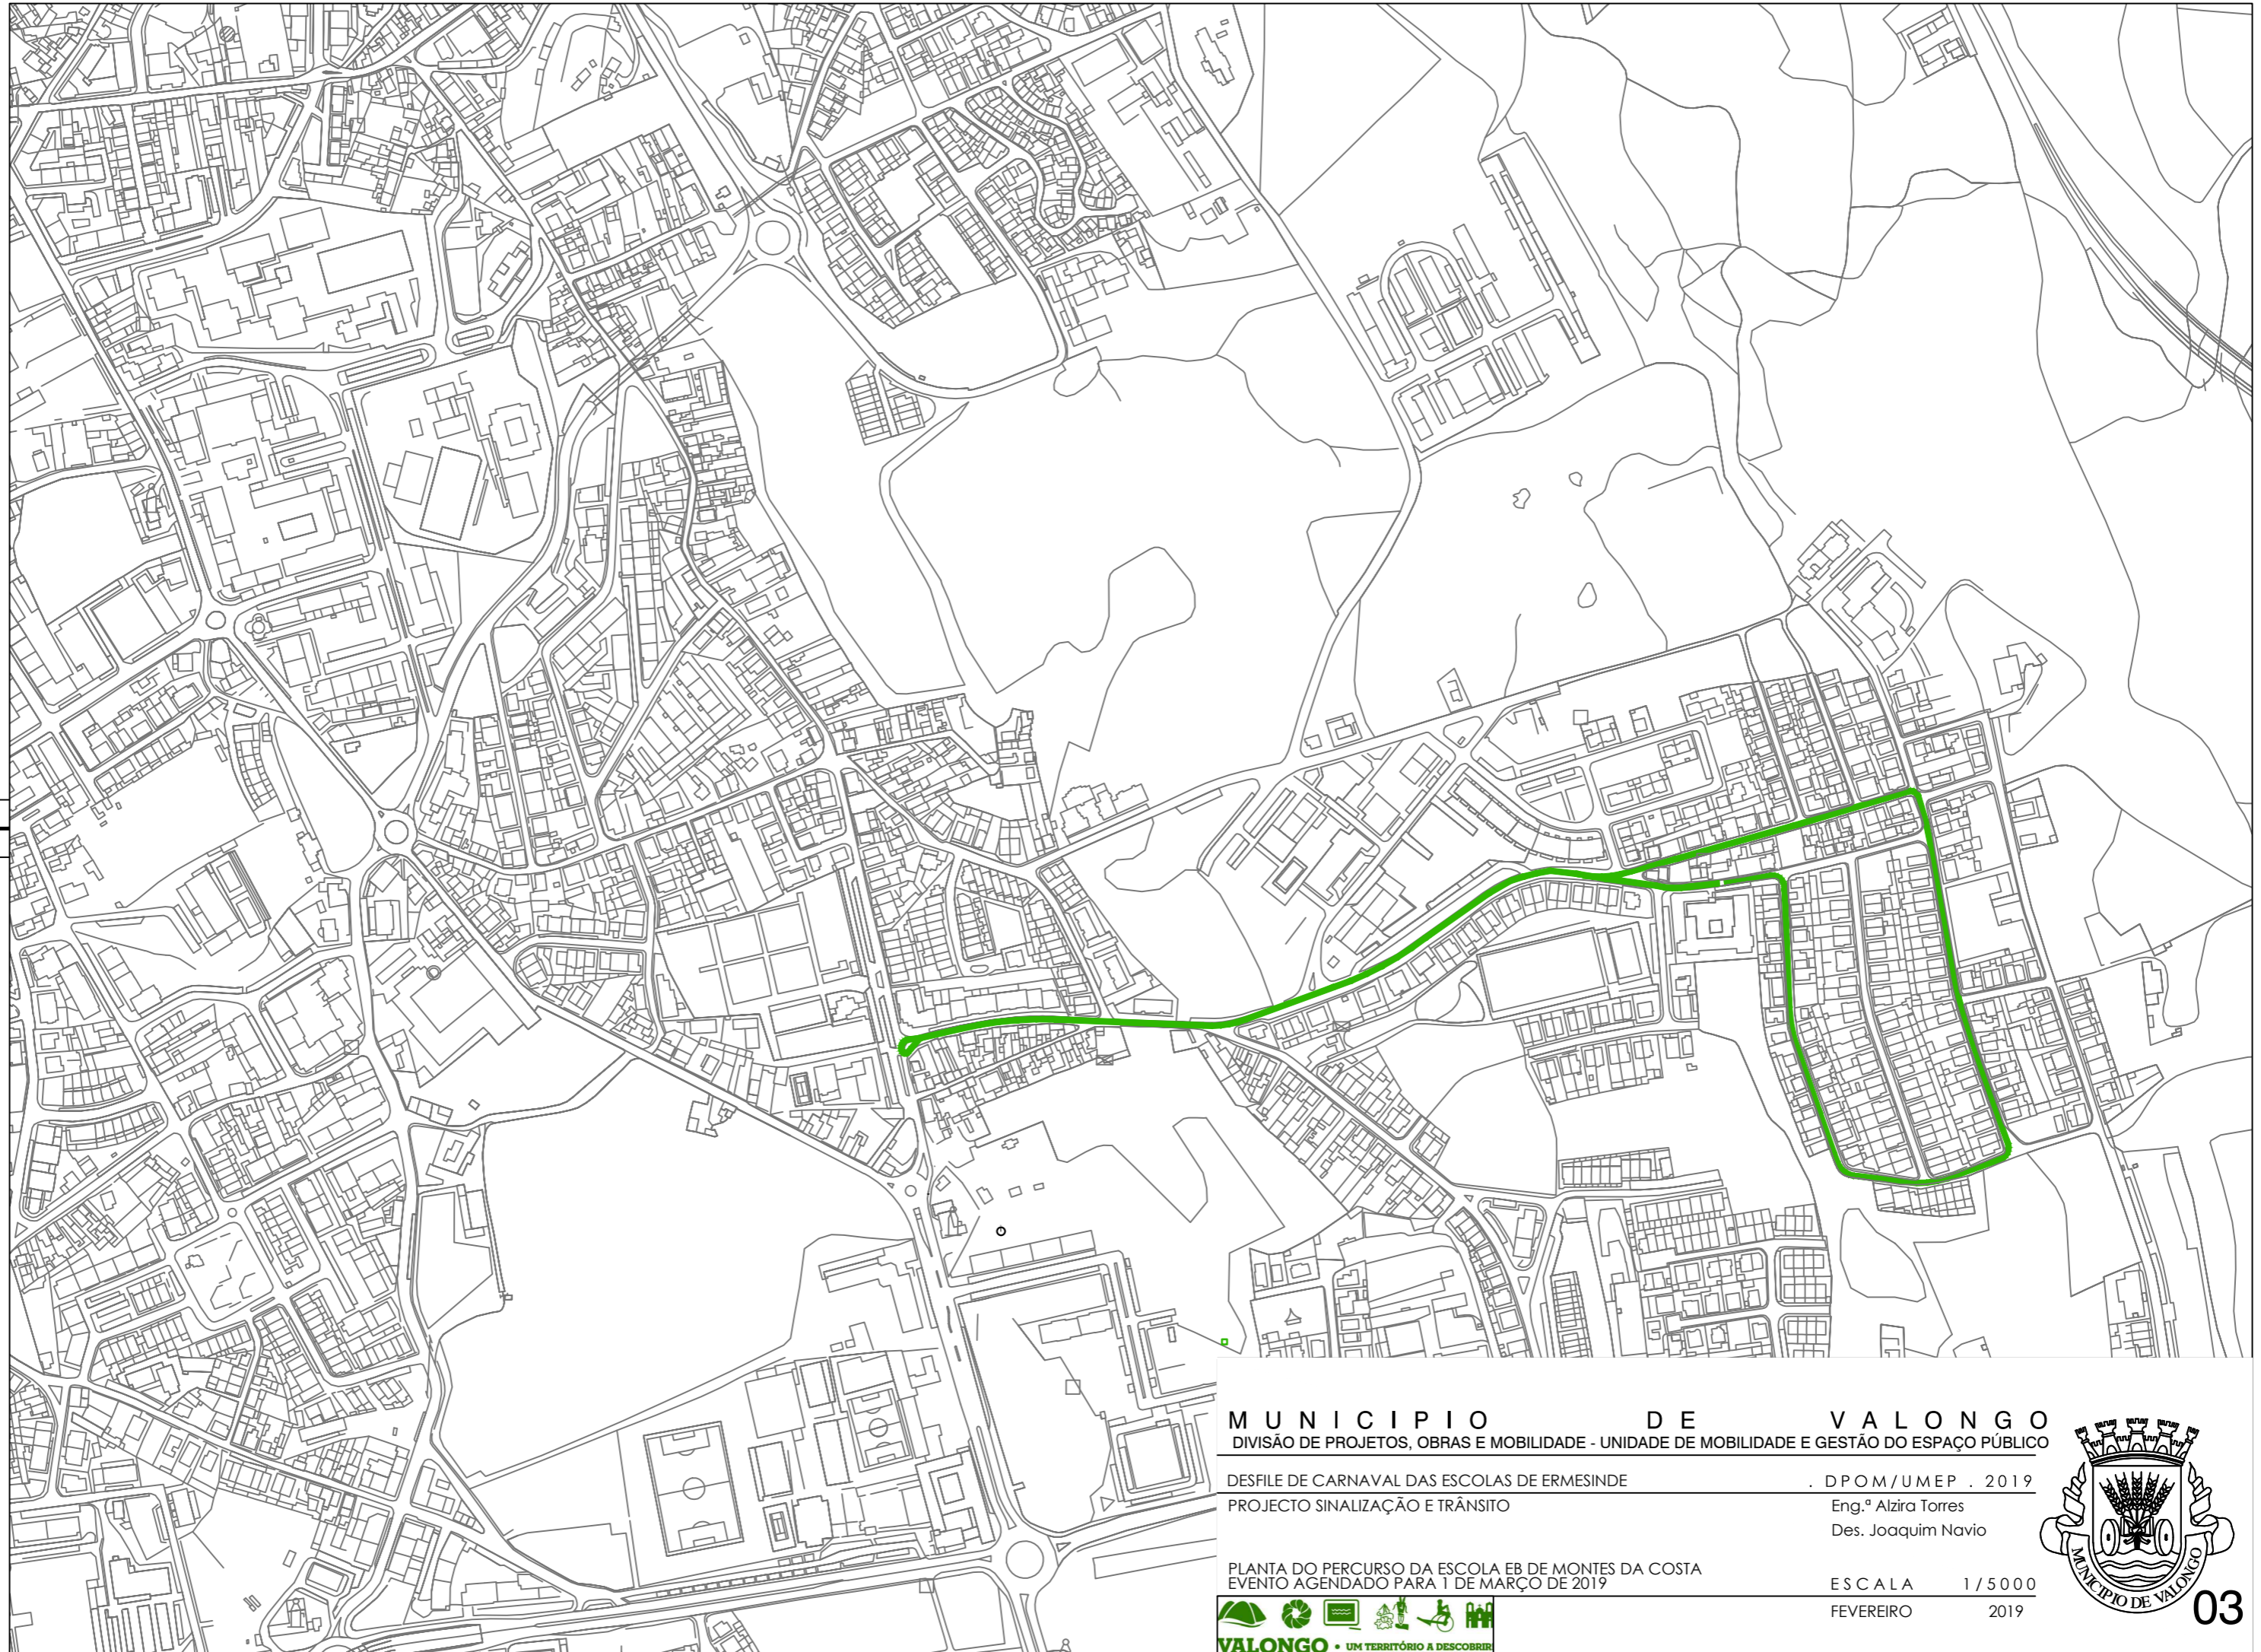 MUNICIPIO DE VALONGO
DIVISÃO DE PROJETOS, OBRAS E MOBILIDADE - UNIDADE DE MOBILIDADE E GESTÃO DO ESPAÇO PÚBLICO
DESFILE DE CARNAVAL DAS ESCOLAS DE ERMESINDE . DPOM/UMEP . 2019
PROJECTO SINALIZAÇÃO E TRÂNSITO Eng.ª Alzira Torres
Des. Joaquim Navio
PLANTA DO PERCURSO DA ESCOLA EB DE MONTES DA COSTA
EVENTO AGENDADO PARA 1 DE MARÇO DE 2019 ESCALA 1/5000
FEVEREIRO 2019
MUNICIPIO DE VALONGO
03
VALONGO • UM TERRITÓRIO A DESCOBRIR